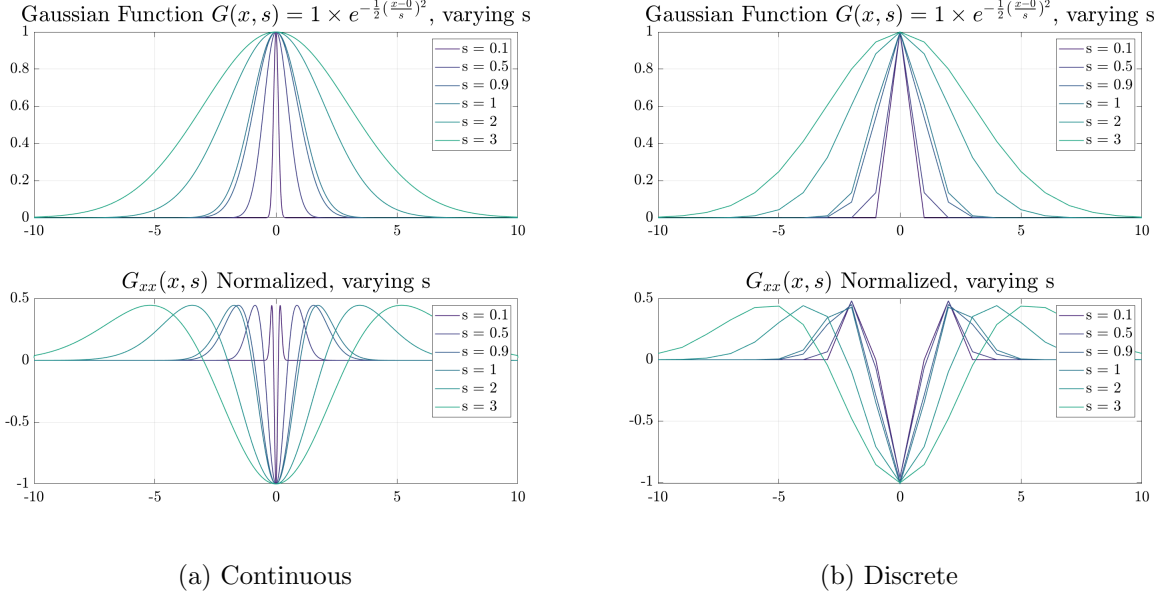 Gaussian Function G(x, s) = 1 × e^{-\frac{1}{2}(\frac{x-0}{s})^2}, varying s
1
0.8
0.6
0.4
0.2
0
-10 -5 0 5 10
s = 0.1
s = 0.5
s = 0.9
s = 1
s = 2
s = 3
G_{xx}(x, s) Normalized, varying s
0.5
0
-0.5
-1
-10 -5 0 5 10
s = 0.1
s = 0.5
s = 0.9
s = 1
s = 2
s = 3
(a) Continuous
Gaussian Function G(x, s) = 1 × e^{-\frac{1}{2}(\frac{x-0}{s})^2}, varying s
1
0.8
0.6
0.4
0.2
0
-10 -5 0 5 10
s = 0.1
s = 0.5
s = 0.9
s = 1
s = 2
s = 3
G_{xx}(x, s) Normalized, varying s
0.5
0
-0.5
-1
-10 -5 0 5 10
s = 0.1
s = 0.5
s = 0.9
s = 1
s = 2
s = 3
(b) Discrete